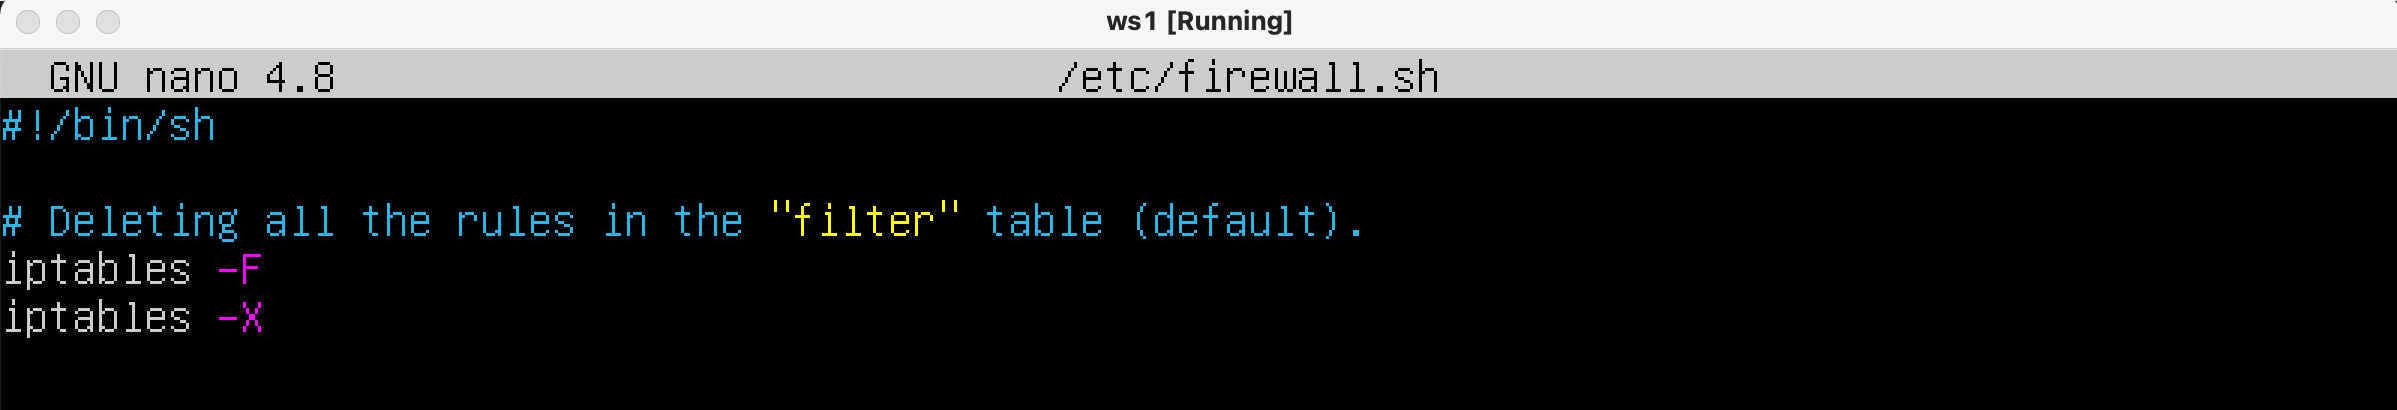 ws1 [Running]
GNU nano 4.8 /etc/firewall.sh
#!/bin/sh
# Deleting all the rules in the "filter" table (default).
iptables -F
iptables -X